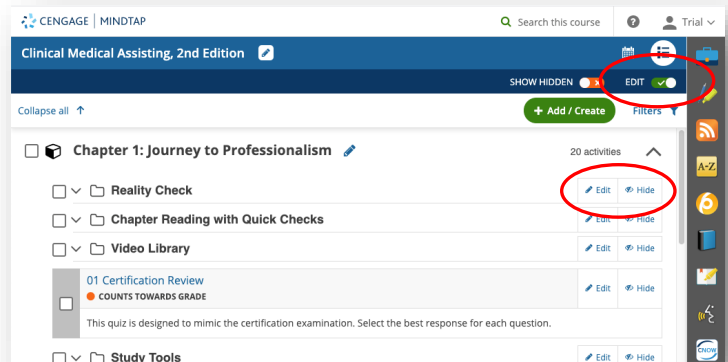 CENGAGE | MINDTAP
Search this course
?
Trial
Clinical Medical Assisting, 2nd Edition
SHOW HIDDEN
EDIT
Collapse all ↑
+ Add / Create
Filters
Chapter 1: Journey to Professionalism
20 activities
Reality Check
Edit
Hide
Chapter Reading with Quick Checks
Edit
Hide
Video Library
Edit
Hide
01 Certification Review
COUNTS TOWARDS GRADE
Edit
Hide
This quiz is designed to mimic the certification examination. Select the best response for each question.
Study Tools
Edit
Hide
A-Z
CNOW